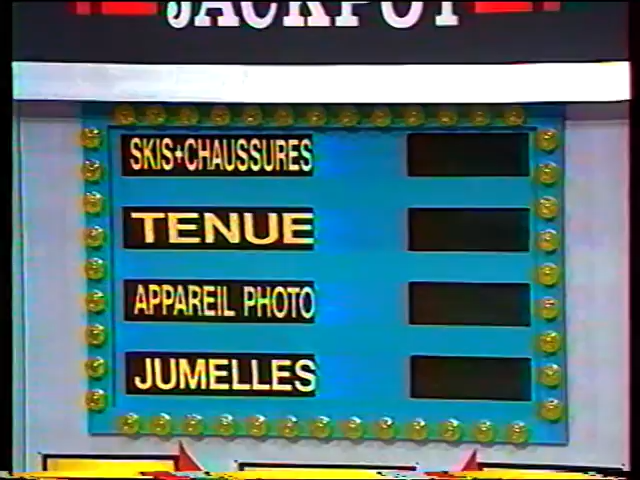 JACKPOT
SKIS+CHAUSSURES
TENUE
APPAREIL PHOTO
JUMELLES